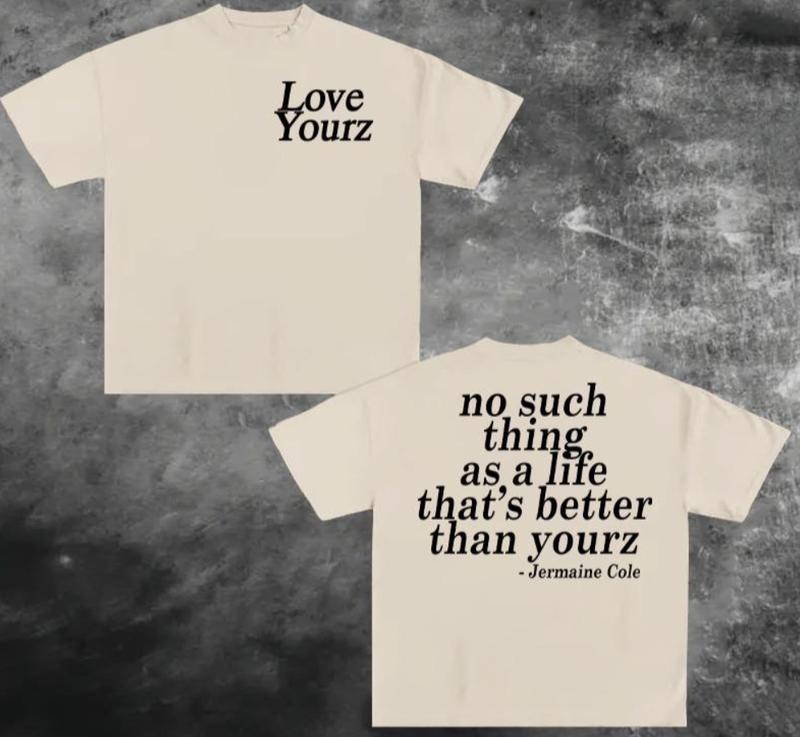 Love
Yourz
no such
thing
as a life
that's better
than yourz
- Jermaine Cole